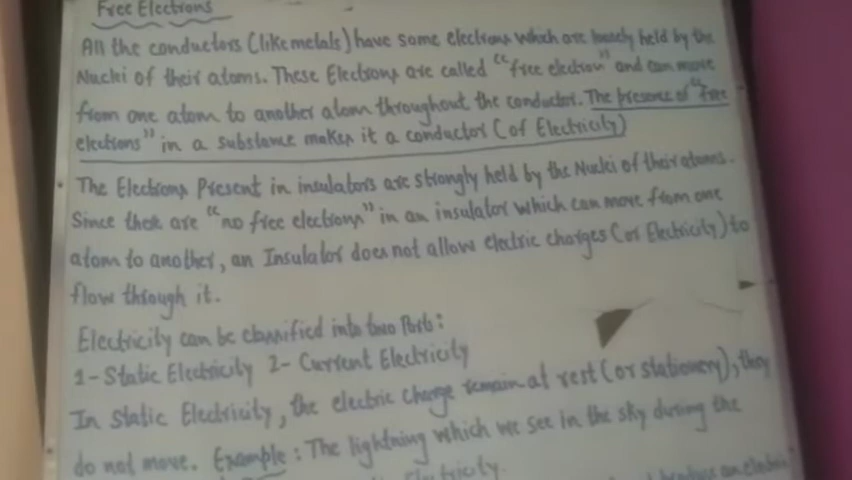 Free Electrons
All the conductors (like metals) have some electrons which are loosely held by the
Nuclei of their atoms. These Electrons are called "free electron" and can move
from one atom to another atom throughout the conductor. The presence of "free
electrons" in a substance makes it a conductor (of Electricity)
The Electrons Present in insulators are strongly held by the Nuclei of their atoms.
Since there are "no free electrons" in an insulator which can move from one
atom to another, an Insulator does not allow electric charges (or Electricity) to
flow through it.
Electricity can be classified into two Parts:
1- Static Electricity 2- Current Electricity
In Static Electricity, the electric charge remain at rest (or stationery), they
do not move. Example: The lightning which we see in the sky during the
Electricity.